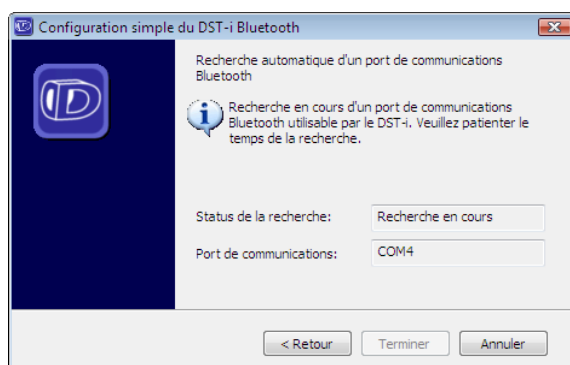 Configuration simple du DST-i Bluetooth
Recherche automatique d'un port de communications
Bluetooth
Recherche en cours d'un port de communications
Bluetooth utilisable par le DST-i. Veuillez patienter le
temps de la recherche.
Status de la recherche: Recherche en cours
Port de communications: COM4
< Retour Terminer Annuler